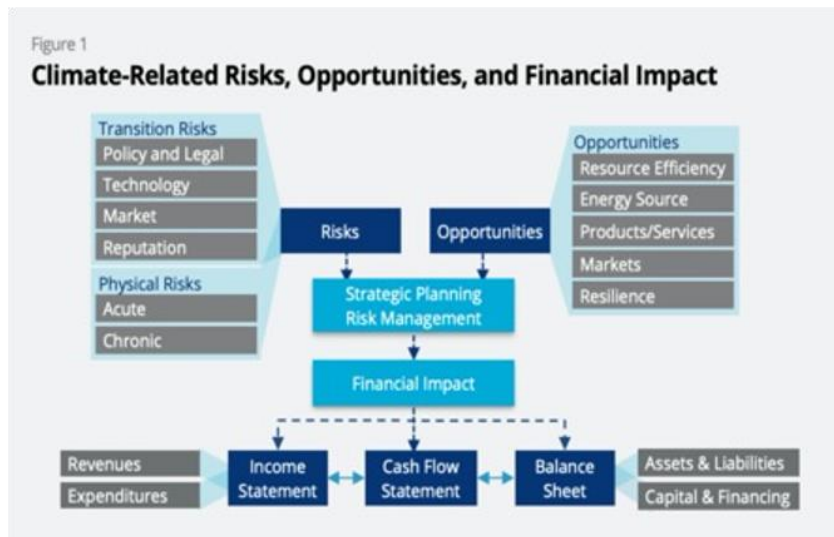 Figure 1
Climate-Related Risks, Opportunities, and Financial Impact
Transition Risks
Policy and Legal
Technology
Market
Reputation
Physical Risks
Acute
Chronic
Risks
Opportunities
Opportunities
Resource Efficiency
Energy Source
Products/Services
Markets
Resilience
Strategic Planning
Risk Management
Financial Impact
Revenues
Expenditures
Income
Statement
Cash Flow
Statement
Balance
Sheet
Assets & Liabilities
Capital & Financing